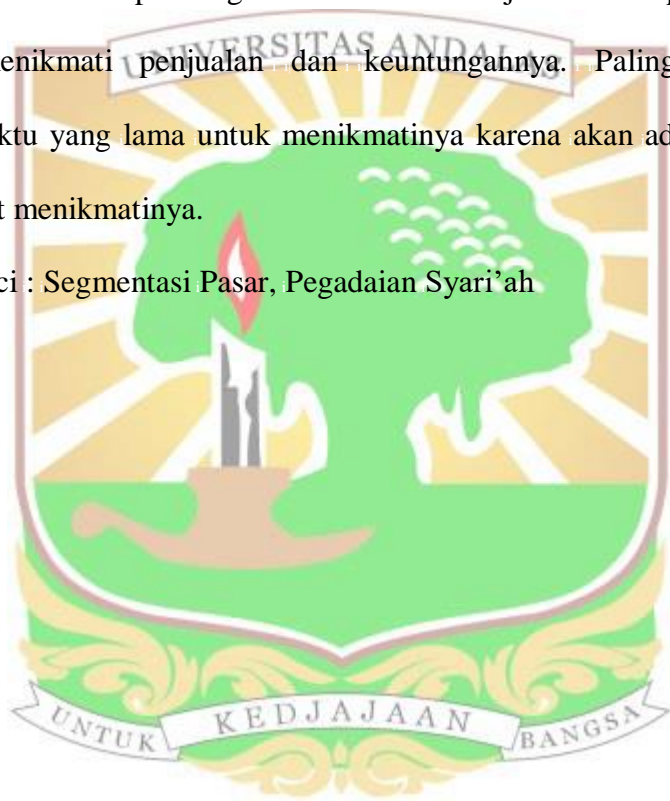 UNIVERSITAS ANDALAS
enikmati penjualan dan keuntungannya. Paling
ktu yang lama untuk menikmatinya karena akan ad
t menikmatinya.
ci : Segmentasi Pasar, Pegadaian Syari'ah
UNTUK KEDJAJAAN BANGSA